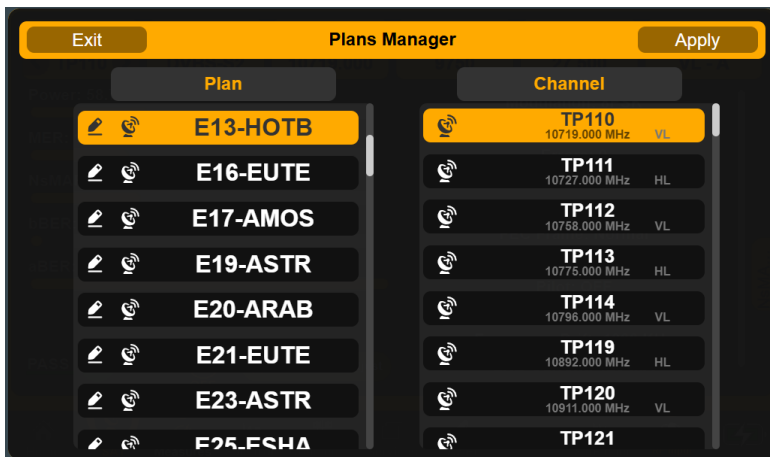 Exit
Plans Manager
Apply
Plan
Channel
E13-HOTB
E16-EUTE
E17-AMOS
E19-ASTR
E20-ARAB
E21-EUTE
E23-ASTR
E25-ESHA
TP110
10719.000 MHz VL
TP111
10727.000 MHz HL
TP112
10758.000 MHz VL
TP113
10775.000 MHz HL
TP114
10796.000 MHz VL
TP119
10892.000 MHz HL
TP120
10911.000 MHz VL
TP121